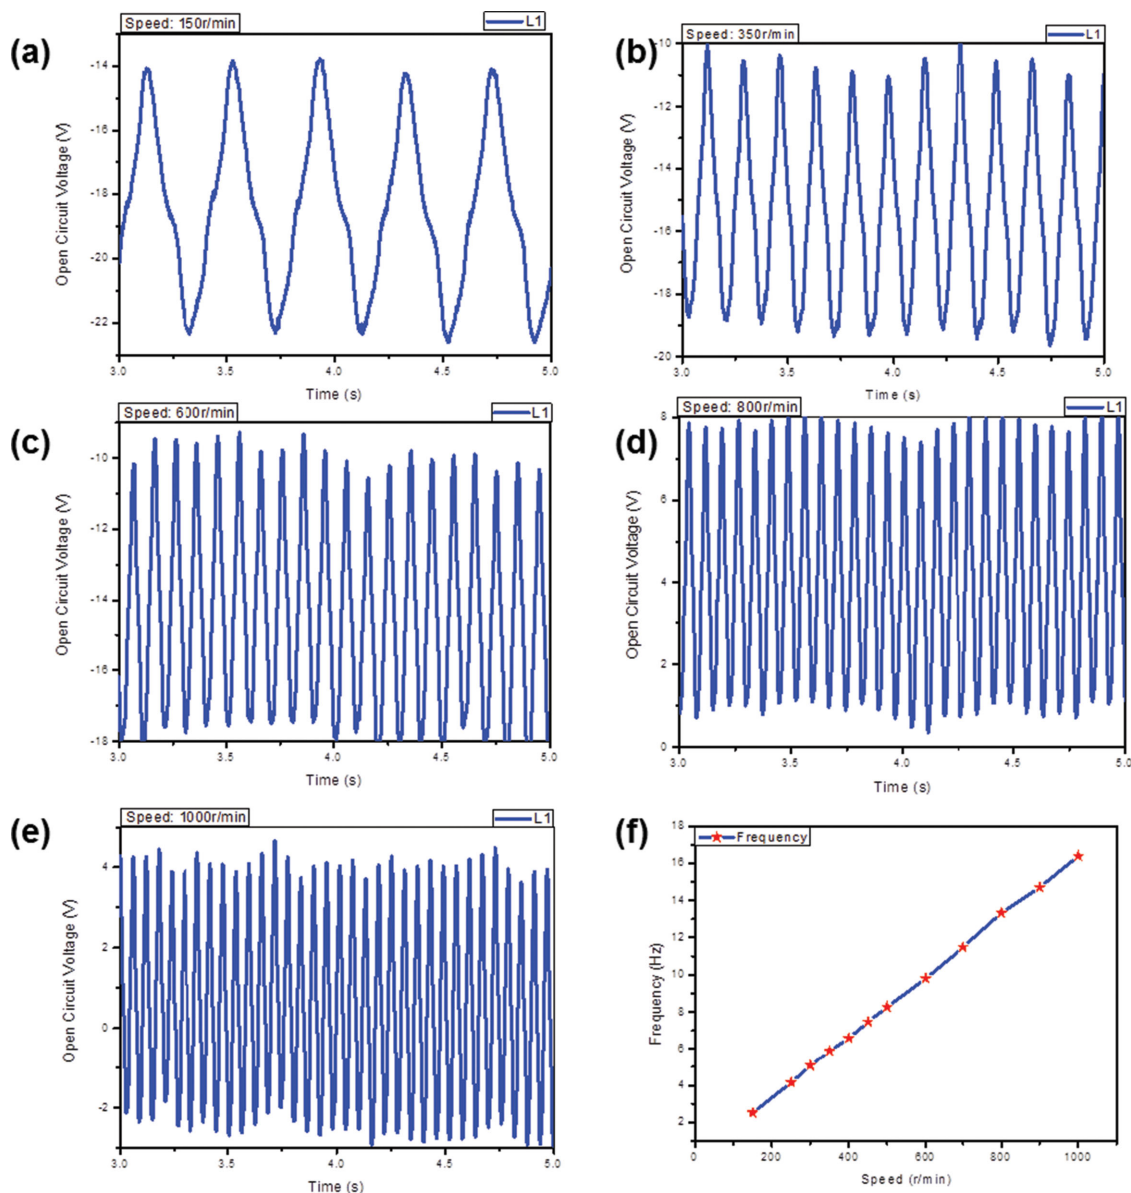 (a)
Speed: 150r/min
L1
Open Circuit Voltage (V)
-14
-16
-18
-20
-22
3.0
3.5
4.0
4.5
5.0
Time (s)
(b)
Speed: 350r/min
L1
Open Circuit Voltage (V)
-10
-12
-14
-16
-18
-20
3.0
3.5
4.0
4.5
5.0
Time (s)
(c)
Speed: 600r/min
L1
Open Circuit Voltage (V)
-10
-12
-14
-16
-18
3.0
3.5
4.0
4.5
5.0
Time (s)
(d)
Speed: 800r/min
L1
Open Circuit Voltage (V)
8
6
4
2
0
3.0
3.5
4.0
4.5
5.0
Time (s)
(e)
Speed: 1000r/min
L1
Open Circuit Voltage (V)
4
2
0
-2
3.0
3.5
4.0
4.5
5.0
Time (s)
(f)
Frequency
Frequency (Hz)
18
16
14
12
10
8
6
4
2
0
200
400
600
800
1000
Speed (r/min)